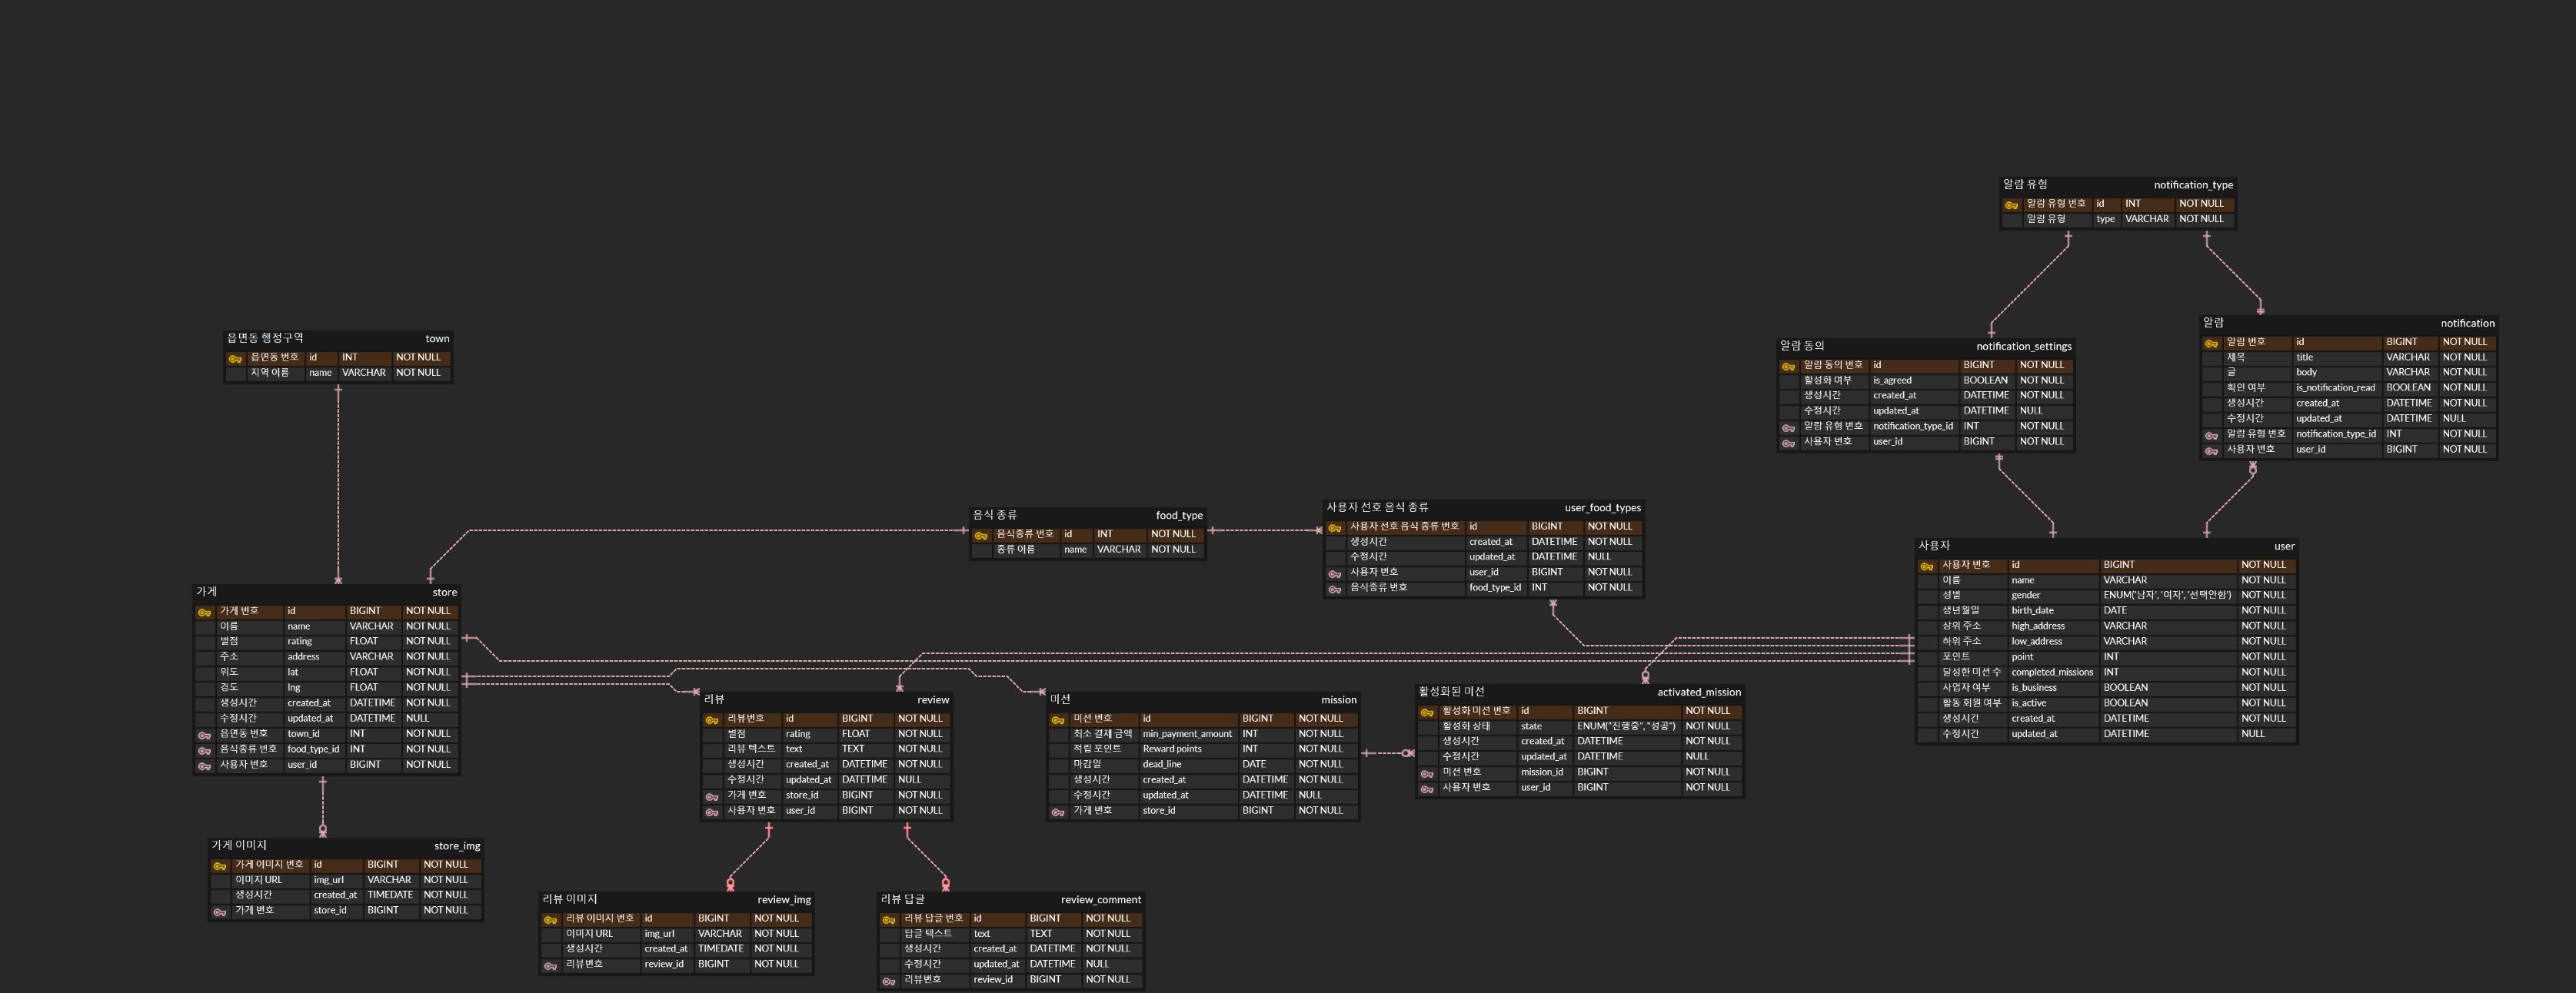 알람 유형 notification_type
알람 유형 번호 id INT NOT NULL
알람 유형 type VARCHAR NOT NULL
알람 notification
알람 번호 id BIGINT NOT NULL
제목 title VARCHAR NOT NULL
글 body VARCHAR NOT NULL
확인 여부 is_notification_read BOOLEAN NOT NULL
생성시간 created_at DATETIME NOT NULL
수정시간 updated_at DATETIME NULL
알람 유형 번호 notification_type_id INT NOT NULL
사용자 번호 user_id BIGINT NOT NULL
읍면동 행정구역 town
읍면동 번호 id INT NOT NULL
지역 이름 name VARCHAR NOT NULL
알람 동의 notification_settings
알람 동의 번호 id BIGINT NOT NULL
활성화 여부 is_agreed BOOLEAN NOT NULL
생성시간 created_at DATETIME NOT NULL
수정시간 updated_at DATETIME NULL
알람 유형 번호 notification_type_id INT NOT NULL
사용자 번호 user_id BIGINT NOT NULL
음식 종류 food_type
음식종류 번호 id INT NOT NULL
종류 이름 name VARCHAR NOT NULL
사용자 선호 음식 종류 user_food_types
사용자 선호 음식 종류 번호 id BIGINT NOT NULL
생성시간 created_at DATETIME NOT NULL
수정시간 updated_at DATETIME NULL
사용자 번호 user_id BIGINT NOT NULL
음식종류 번호 food_type_id INT NOT NULL
사용자 user
사용자 번호 id BIGINT NOT NULL
이름 name VARCHAR NOT NULL
성별 gender ENUM('남자', '여자', '선택안함') NOT NULL
생년월일 birth_date DATE NOT NULL
상위 주소 high_address VARCHAR NOT NULL
하위 주소 low_address VARCHAR NOT NULL
포인트 point INT NOT NULL
달성한 미션 수 completed_missions INT NOT NULL
사업자 여부 is_business BOOLEAN NOT NULL
활동 회원 여부 is_active BOOLEAN NOT NULL
생성시간 created_at DATETIME NOT NULL
수정시간 updated_at DATETIME NULL
가게 store
가게 번호 id BIGINT NOT NULL
이름 name VARCHAR NOT NULL
별점 rating FLOAT NOT NULL
주소 address VARCHAR NOT NULL
위도 lat FLOAT NOT NULL
경도 lng FLOAT NOT NULL
생성시간 created_at DATETIME NOT NULL
수정시간 updated_at DATETIME NULL
읍면동 번호 town_id INT NOT NULL
음식종류 번호 food_type_id INT NOT NULL
사용자 번호 user_id BIGINT NOT NULL
리뷰 review
리뷰번호 id BIGINT NOT NULL
별점 rating FLOAT NOT NULL
리뷰 텍스트 text TEXT NOT NULL
생성시간 created_at DATETIME NOT NULL
수정시간 updated_at DATETIME NULL
가게 번호 store_id BIGINT NOT NULL
사용자 번호 user_id BIGINT NOT NULL
미션 mission
미션 번호 id BIGINT NOT NULL
최소 결제 금액 min_payment_amount INT NOT NULL
적립 포인트 Reward points INT NOT NULL
마감일 dead_line DATE NOT NULL
생성시간 created_at DATETIME NOT NULL
수정시간 updated_at DATETIME NULL
가게 번호 store_id BIGINT NOT NULL
활성화된 미션 activated_mission
활성화 미션 번호 id BIGINT NOT NULL
활성화 상태 state ENUM("진행중", "성공") NOT NULL
생성시간 created_at DATETIME NOT NULL
수정시간 updated_at DATETIME NULL
미션 번호 mission_id BIGINT NOT NULL
사용자 번호 user_id BIGINT NOT NULL
가게 이미지 store_img
가게 이미지 번호 id BIGINT NOT NULL
이미지 URL img_url VARCHAR NOT NULL
생성시간 created_at TIMEDATE NOT NULL
가게 번호 store_id BIGINT NOT NULL
리뷰 이미지 review_img
리뷰 이미지 번호 id BIGINT NOT NULL
이미지 URL img_url VARCHAR NOT NULL
생성시간 created_at TIMEDATE NOT NULL
리뷰번호 review_id BIGINT NOT NULL
리뷰 답글 review_comment
리뷰 답글 번호 id BIGINT NOT NULL
답글 텍스트 text TEXT NOT NULL
생성시간 created_at DATETIME NOT NULL
수정시간 updated_at DATETIME NULL
리뷰번호 review_id BIGINT NOT NULL